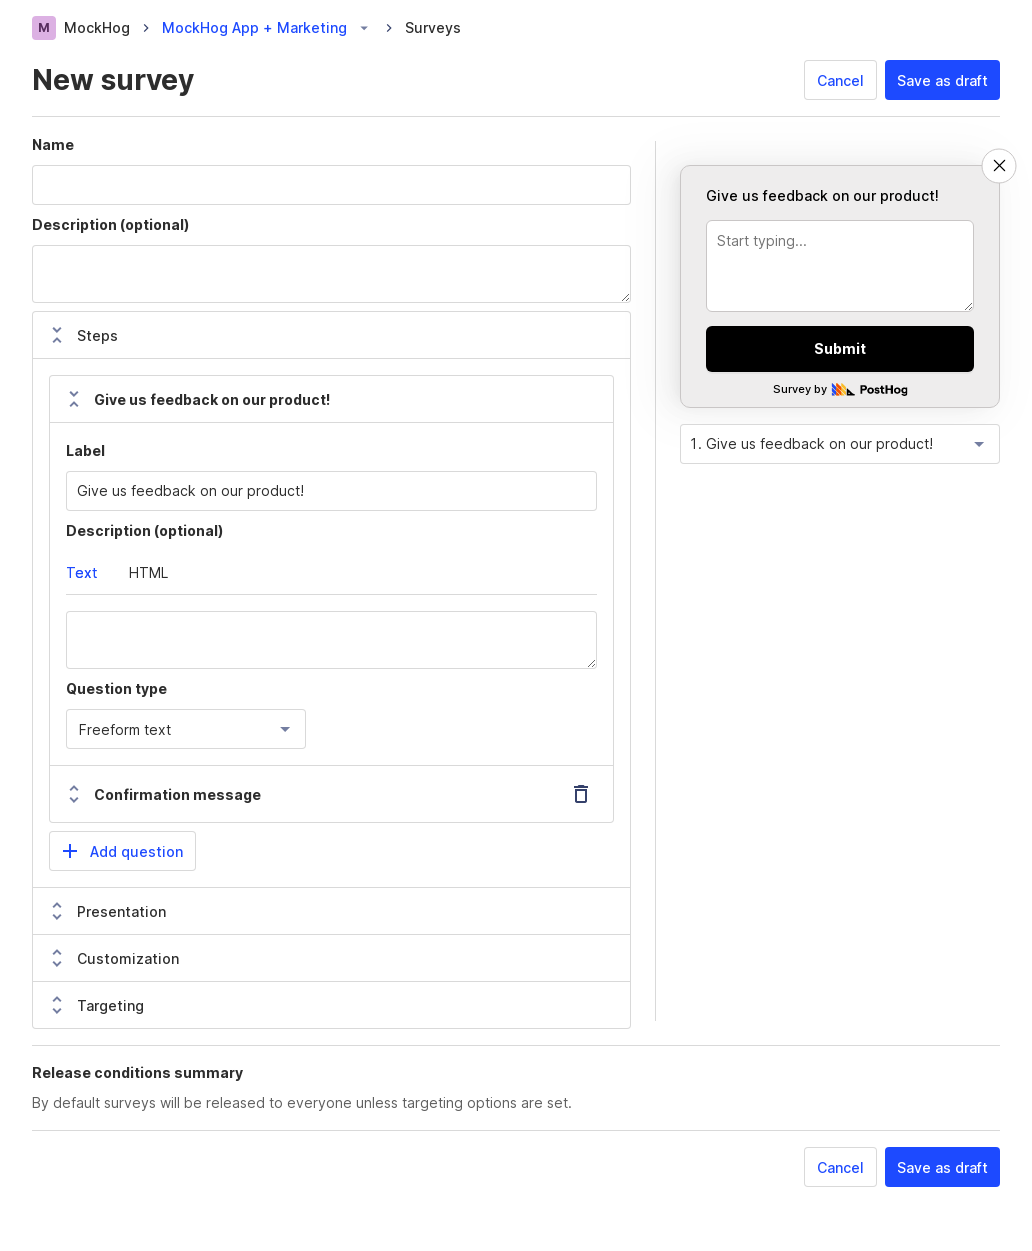 M MockHog MockHog App + Marketing Surveys
New survey
Cancel Save as draft
Name
Description (optional)
Steps
Give us feedback on our product!
Label
Give us feedback on our product!
Description (optional)
Text HTML
Question type
Freeform text
Confirmation message
Add question
Presentation
Customization
Targeting
Give us feedback on our product!
Start typing...
Submit
Survey by PostHog
1. Give us feedback on our product!
Release conditions summary
By default surveys will be released to everyone unless targeting options are set.
Cancel Save as draft